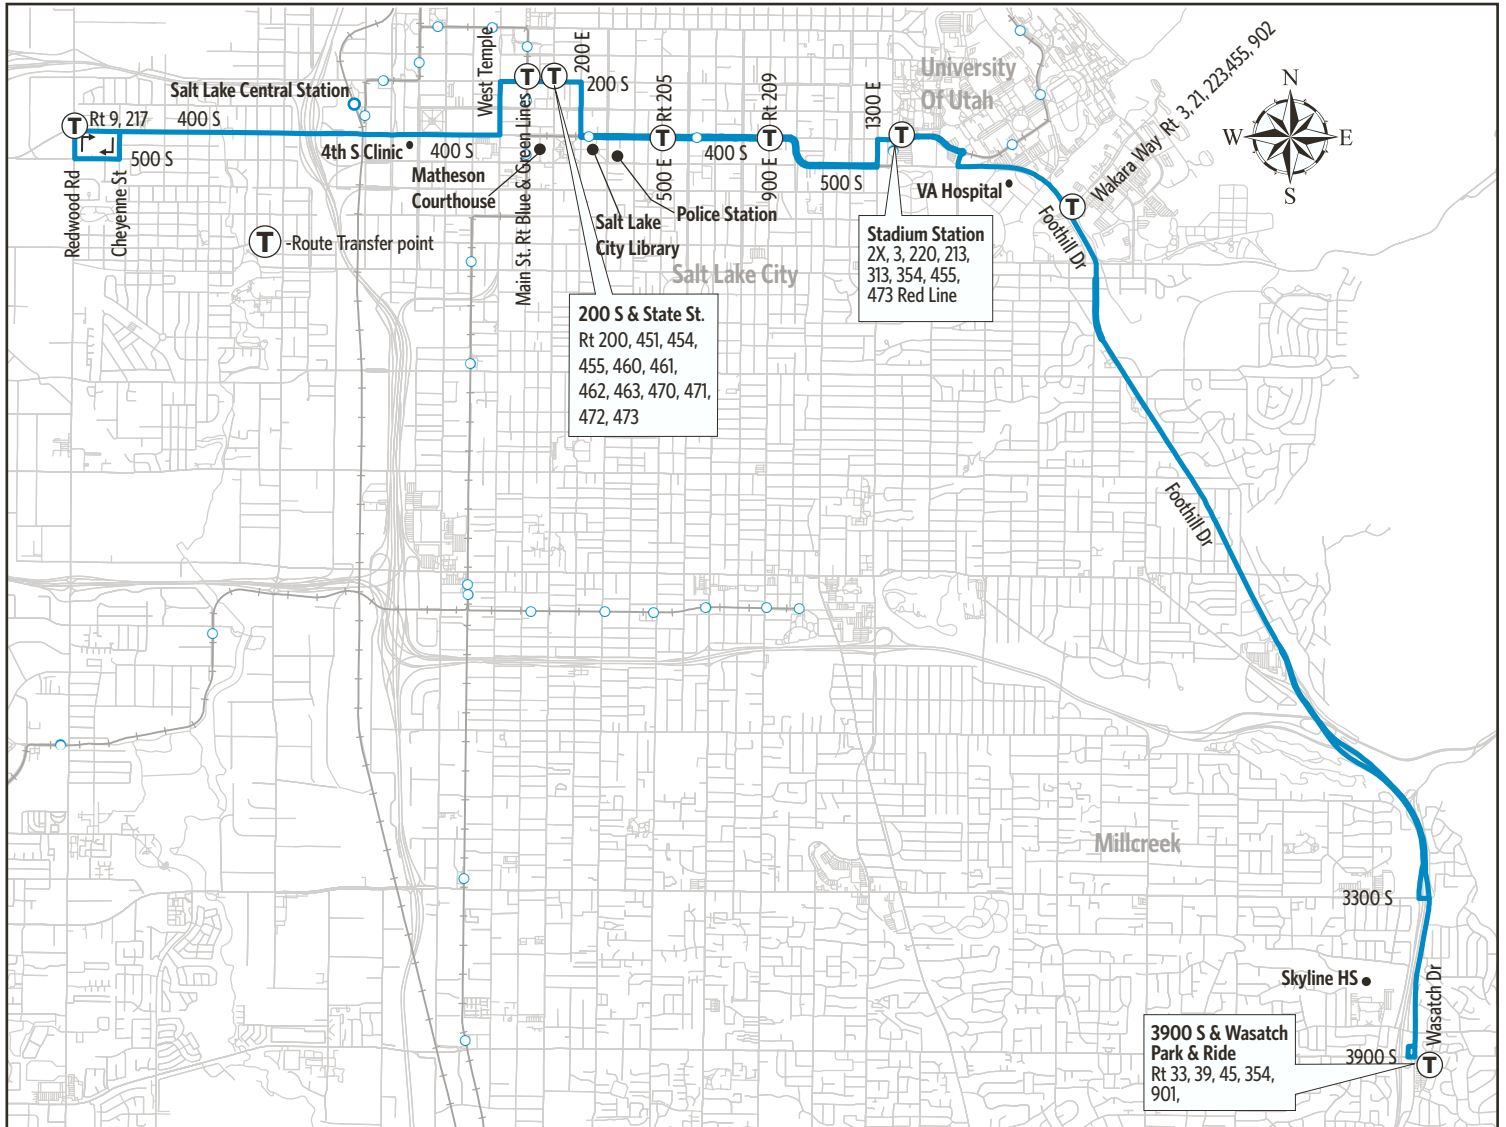 West Temple
200 E
200 S
University
Of Utah
Wakara Way  Rt  3, 21, 223,455, 902
N
W
E
S
Salt Lake Central Station
T
Rt 9, 217
400 S
500 S
Redwood Rd
Cheyenne St
4th S Clinic
400 S
Matheson
Courthouse
Main St. Rt Blue & Green Lines
T
T
Salt Lake
City Library
Police Station
T
Rt 205
500 E
400 S
T
Rt 209
900 E
500 S
1300 E
T
VA Hospital
T
Foothill Dr
T -Route Transfer point
Salt Lake City
Stadium Station
2X, 3, 220, 213,
313, 354, 455,
473 Red Line
200 S & State St.
Rt 200, 451, 454,
455, 460, 461,
462, 463, 470, 471,
472, 473
Foothill Dr
Millcreek
3300 S
Skyline HS
Wasatch Dr
3900 S & Wasatch
Park & Ride
Rt 33, 39, 45, 354,
901,
3900 S
T